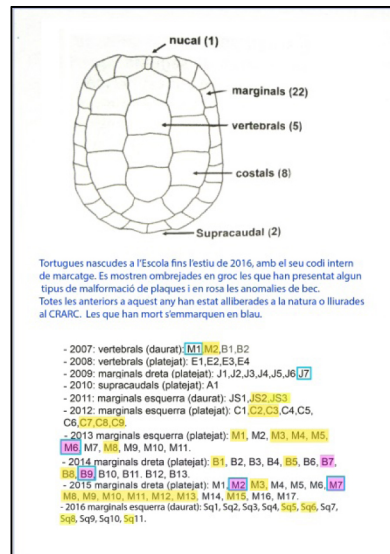 nucal (1)
marginals (22)
vertebrals (5)
costals (8)
Supracaudal (2)
Tortugues nascudes a l'Escola fins l'estiu de 2016, amb el seu codi intern
de marcatge. Es mostren ombrejades en groc les que han presentat algun
tipus de malformació de plaques i en rosa les anomalies de bec.
Totes les anteriors a aquest any han estat alliberades a la natura o lliurades
al CRARC. Les que han mort s'emmarquen en blau.
- 2007: vertebrals (daurat): M1 M2,B1,B2
- 2008: vertebrals (platejat): E1,E2,E3,E4
- 2009: marginals dreta (platejat): J1,J2,J3,J4,J5,J6,J7
- 2010: supracaudals (platejat): A1
- 2011: marginals esquerra (daurat): JS1,JS2,JS3
- 2012: marginals esquerra (platejat): C1,C2,C3,C4,C5,
C6,C7,C8,C9.
- 2013 marginals esquerra (platejat): M1, M2, M3, M4, M5,
M6, M7, M8, M9, M10, M11.
- 2014 marginals dreta (platejat): B1, B2, B3, B4, B5, B6, B7,
B8, B9, B10, B11. B12, B13.
- 2015 marginals dreta (platejat): M1, M2, M3, M4, M5, M6, M7
M8, M9, M10, M11, M12, M13, M14, M15, M16, M17.
- 2016 marginals esquerra (daurat): Sq1, Sq2, Sq3, Sq4, Sq5, Sq6, Sq7,
Sq8, Sq9, Sq10, Sq11.